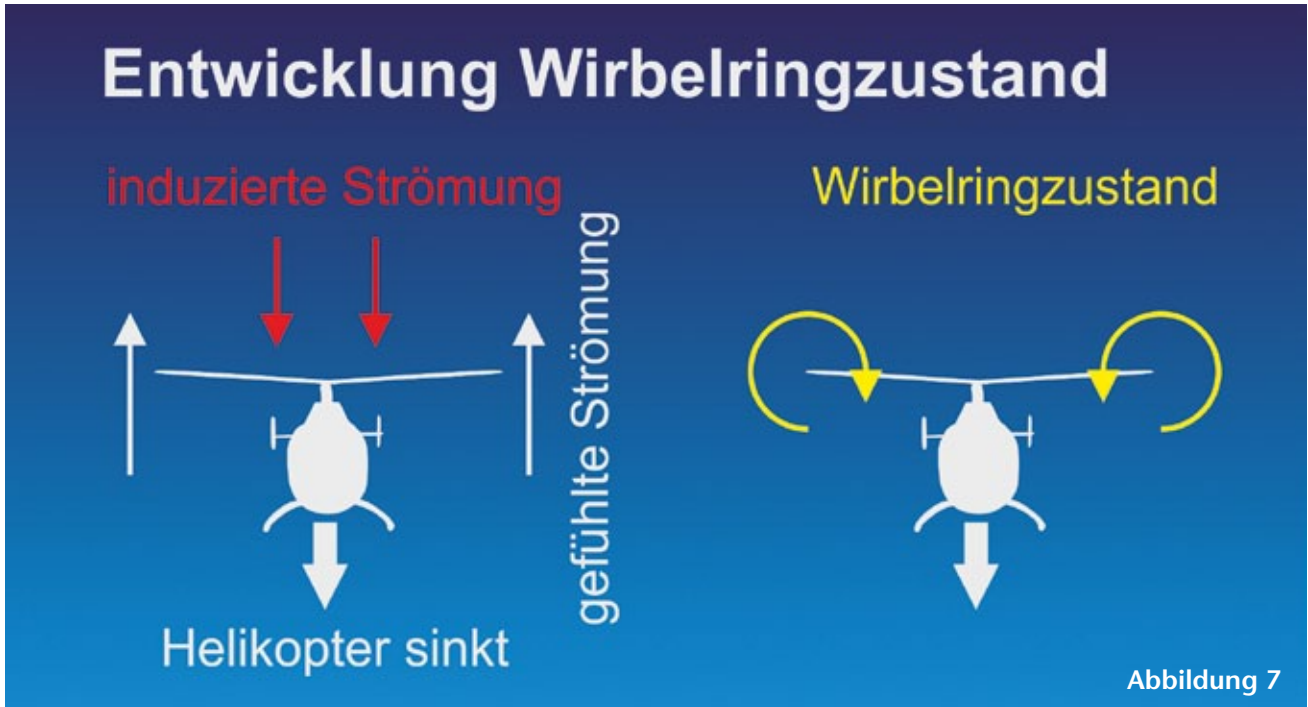 Entwicklung Wirbelringzustand
induzierte Strömung
gefühlte Strömung
Helikopter sinkt
Wirbelringzustand
Abbildung 7